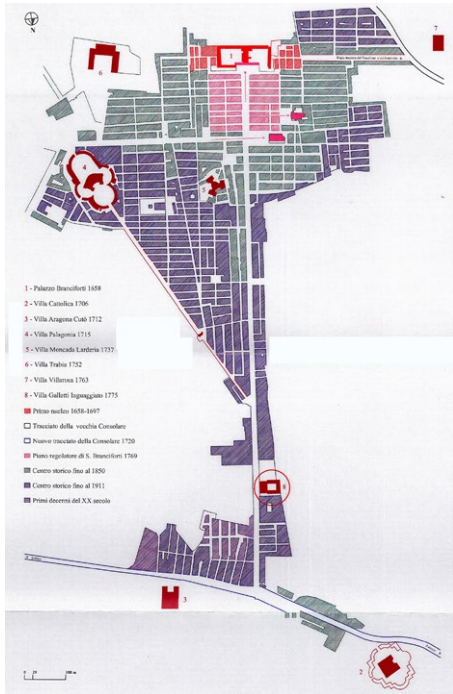 N
7
1
6
4
5
1 - Palazzo Branciforti 1658
2 - Villa Cattolica 1706
3 - Villa Aragona Cutò 1712
4 - Villa Palagonia 1715
5 - Villa Moncada Larderia 1737
6 - Villa Trabia 1752
7 - Villa Villarosa 1763
8 - Villa Galletti Inguaggiato 1775
Primo nucleo 1658-1697
Tracciato della vecchia Consolare
Nuovo tracciato della Consolare 1720
Piano regolatore di S. Branciforti 1769
Centro storico fino al 1850
Centro storico fino al 1911
Primi decenni del XX secolo
8
3
2